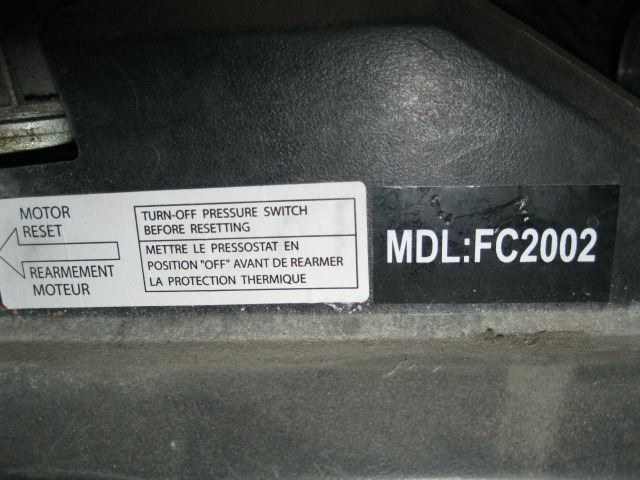 MOTOR
RESET
REARMEMENT
MOTEUR
TURN-OFF PRESSURE SWITCH
BEFORE RESETTING
METTRE LE PRESSOSTAT EN
POSITION "OFF" AVANT DE REARMER
LA PROTECTION THERMIQUE
MDL:FC2002